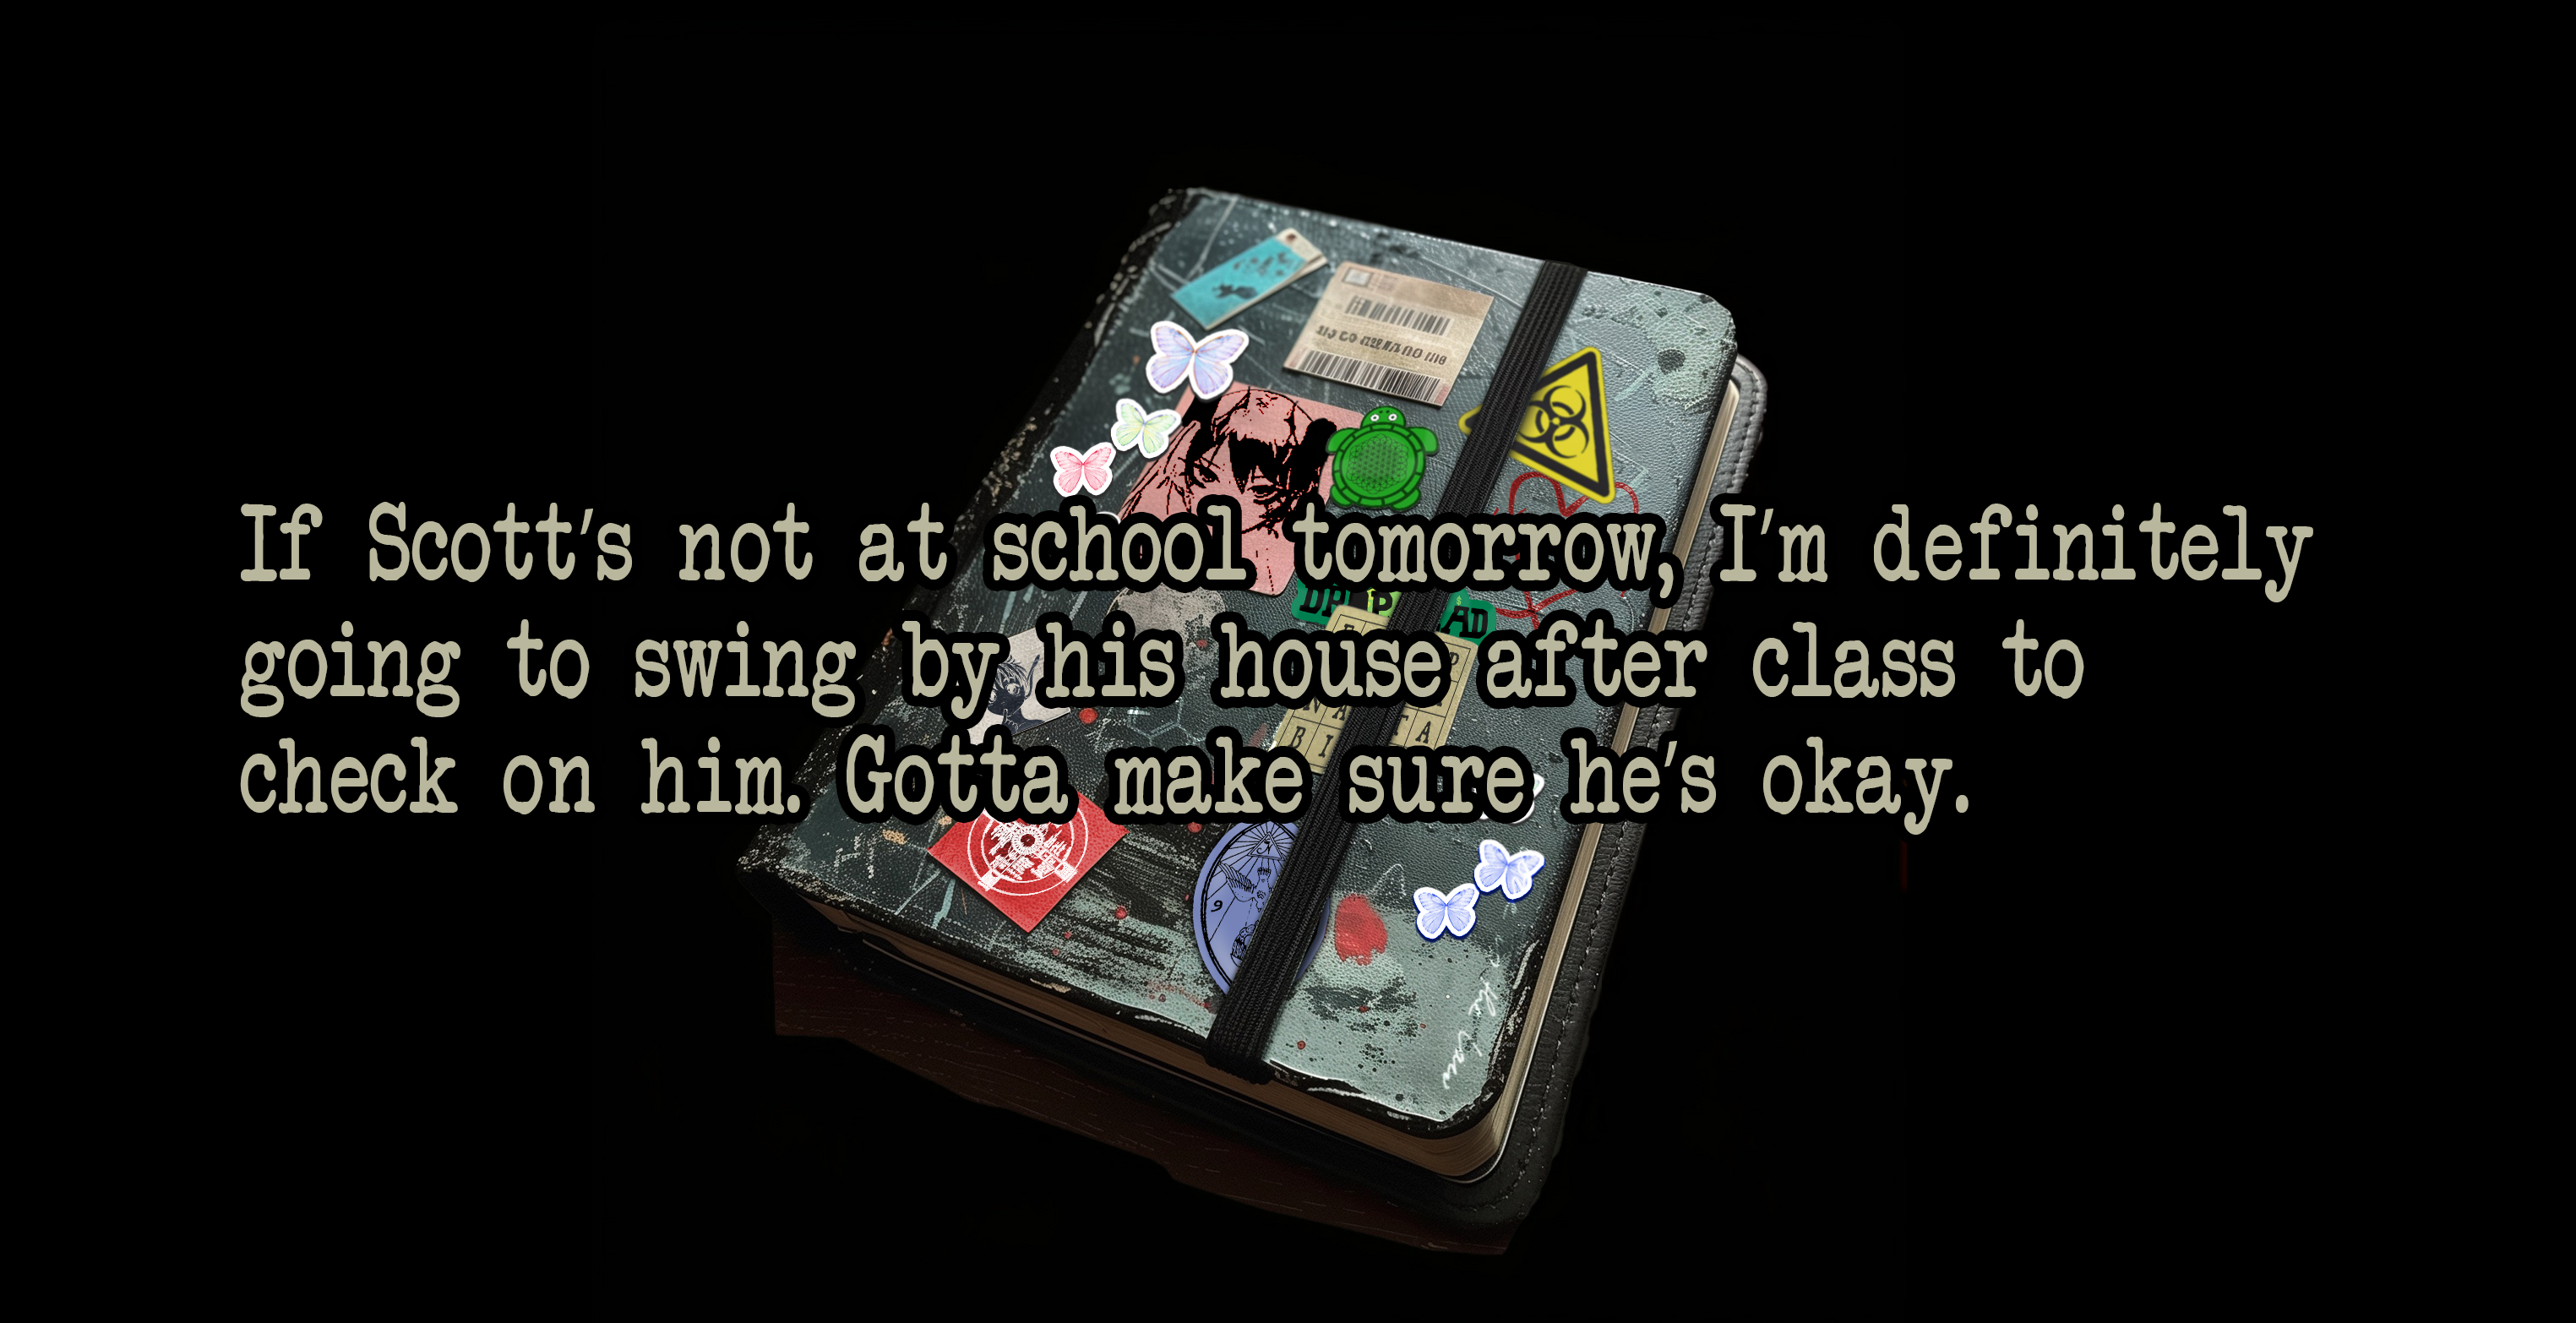 If Scott's not at school tomorrow, I'm definitely
going to swing by his house after class to
check on him. Gotta make sure he's okay.